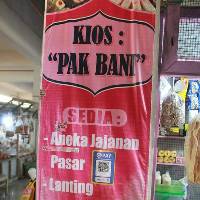 KIOS :
"PAK BANI"
SEDIA :
- Aneka Jajanan
Pasar
- Lanting